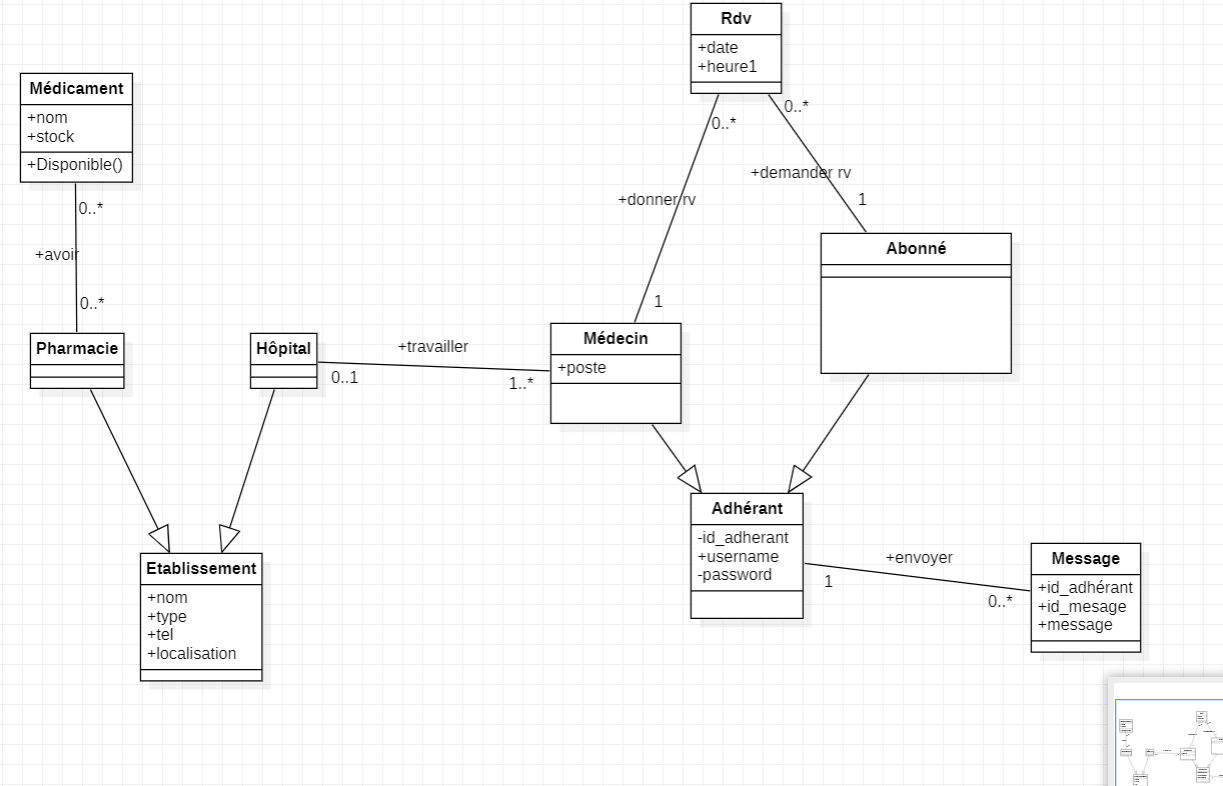 Rdv
+date
+heure1
Médicament
+nom
+stock
+Disponible()
0..*
0..*
+demander rv
+donner rv
1
0..*
+avoir
0..*
1
Abonné
Pharmacie
Hôpital
+travailler
0..1
1..*
Médecin
+poste
Adhérant
-id_adherant
+username
-password
+envoyer
1
0..*
Message
+id_adhérant
+id_mesage
+message
Etablissement
+nom
+type
+tel
+localisation